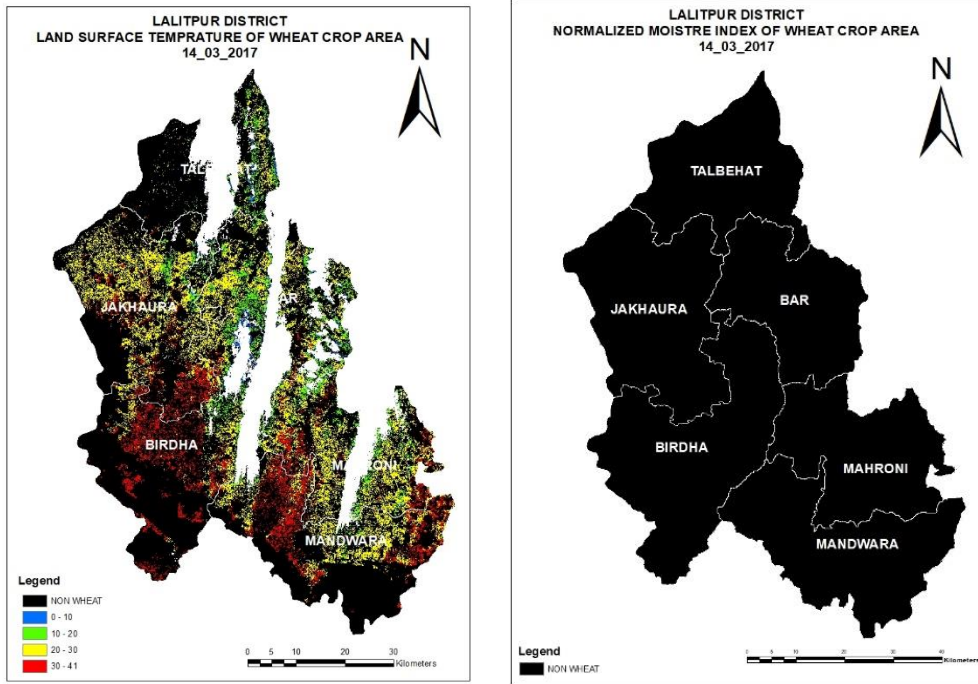 LALITPUR DISTRICT
LAND SURFACE TEMPRATURE OF WHEAT CROP AREA
14_03_2017
N
JAKHAURA
BIRDHA
MAHRONI
MANDWARA
Legend
NON WHEAT
0 - 10
10 - 20
20 - 30
30 - 41
0 5 10 20 30
Kilometers
LALITPUR DISTRICT
NORMALIZED MOISTRE INDEX OF WHEAT CROP AREA
14_03_2017
N
TALBEHAT
JAKHAURA
BAR
BIRDHA
MAHRONI
MANDWARA
Legend
NON WHEAT
0 5 10 20 30 40
Kilometers